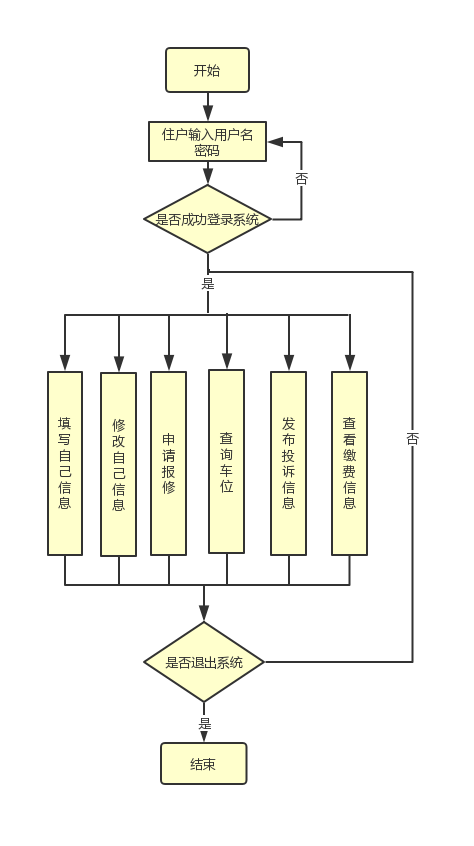 开始
住户输入用户名
密码
否
是否成功登录系统
是
填写自己信息
修改自己信息
申请报修
查询车位
发布投诉信息
查看缴费信息
否
是否退出系统
是
结束